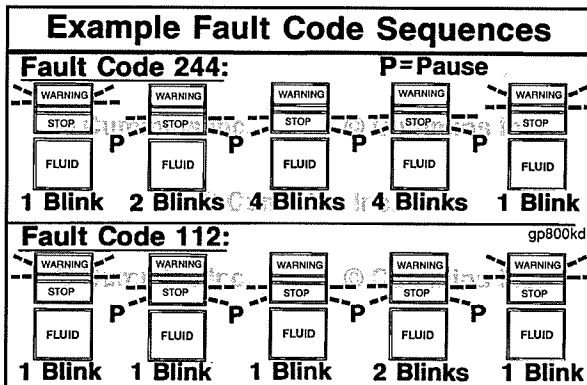 Example Fault Code Sequences
Fault Code 244: P=Pause
WARNING WARNING WARNING WARNING WARNING
STOP STOP STOP STOP STOP
P P P P
FLUID FLUID FLUID FLUID FLUID
1 Blink 2 Blinks 4 Blinks 4 Blinks 1 Blink
Fault Code 112: gp800kd
WARNING WARNING WARNING WARNING WARNING
STOP STOP STOP STOP STOP
P P P P
FLUID FLUID FLUID FLUID FLUID
1 Blink 1 Blink 1 Blink 2 Blinks 1 Blink